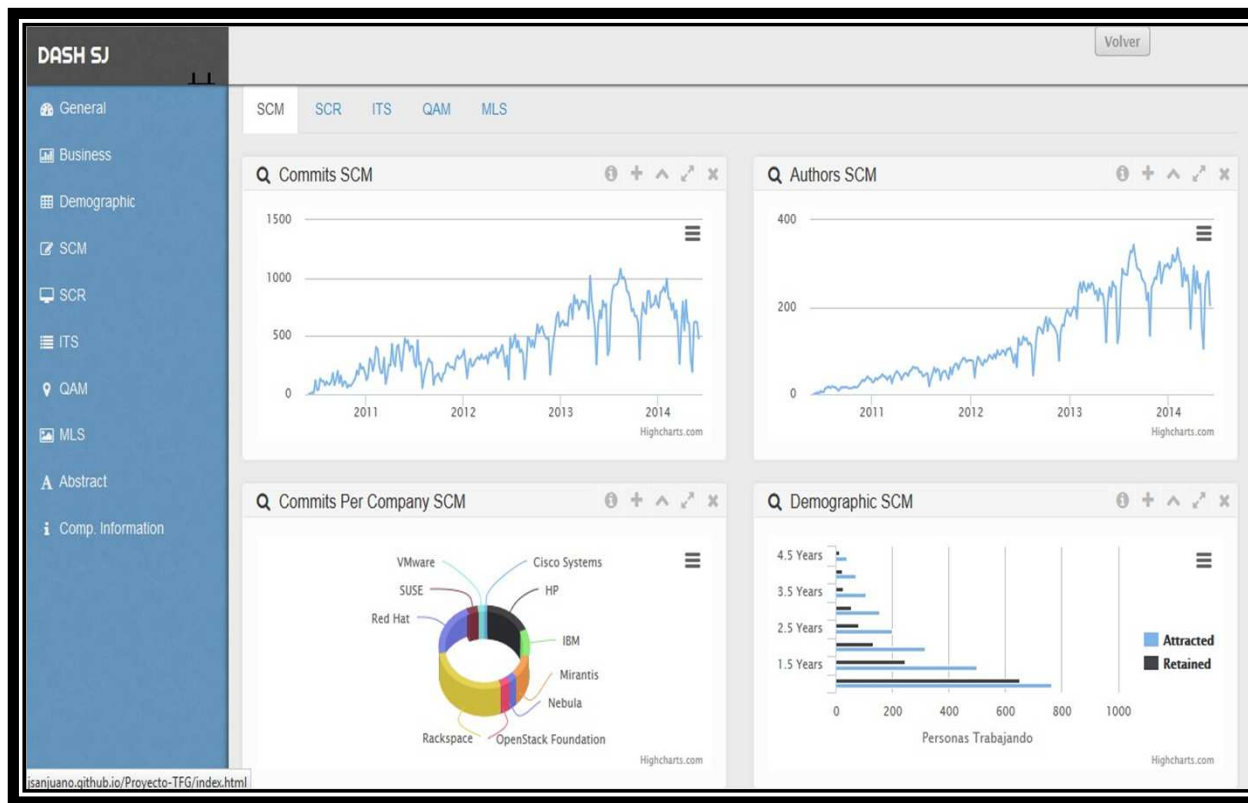 DASH SJ
Volver
General
Business
Demographic
SCM
SCR
ITS
QAM
MLS
Abstract
Comp. Information
SCM SCR ITS QAM MLS
Commits SCM
1500
1000
500
0
2011 2012 2013 2014
Highcharts.com
Authors SCM
400
200
0
2011 2012 2013 2014
Highcharts.com
Commits Per Company SCM
VMware Cisco Systems
SUSE HP
Red Hat
IBM
Mirantis
Nebula
Rackspace OpenStack Foundation
Highcharts.com
Demographic SCM
4.5 Years
3.5 Years
2.5 Years
1.5 Years
Attracted
Retained
0 200 400 600 800 1000
Personas Trabajando
Highcharts.com
jsanjuano.github.io/Proyecto-TFG/index.html